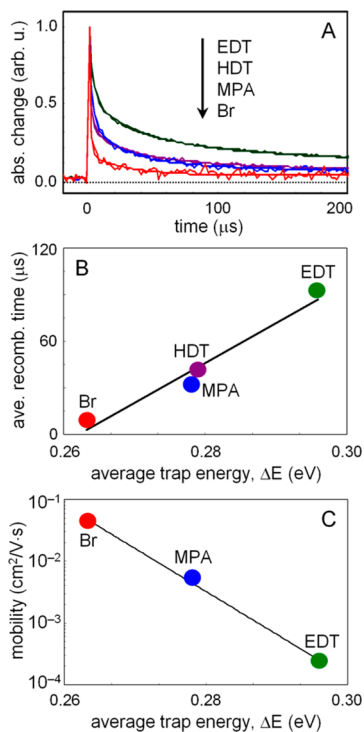 A
abs. change (arb. u.)
1.0
0.5
0.0
EDT
HDT
MPA
Br
0
100
200
time (μs)
B
ave. recomb. time (μs)
120
60
0
EDT
HDT
MPA
Br
0.26
0.28
0.30
average trap energy, ΔE (eV)
C
mobility (cm²/V·s)
10⁻¹
10⁻²
10⁻³
10⁻⁴
Br
MPA
EDT
0.26
0.28
0.30
average trap energy, ΔE (eV)